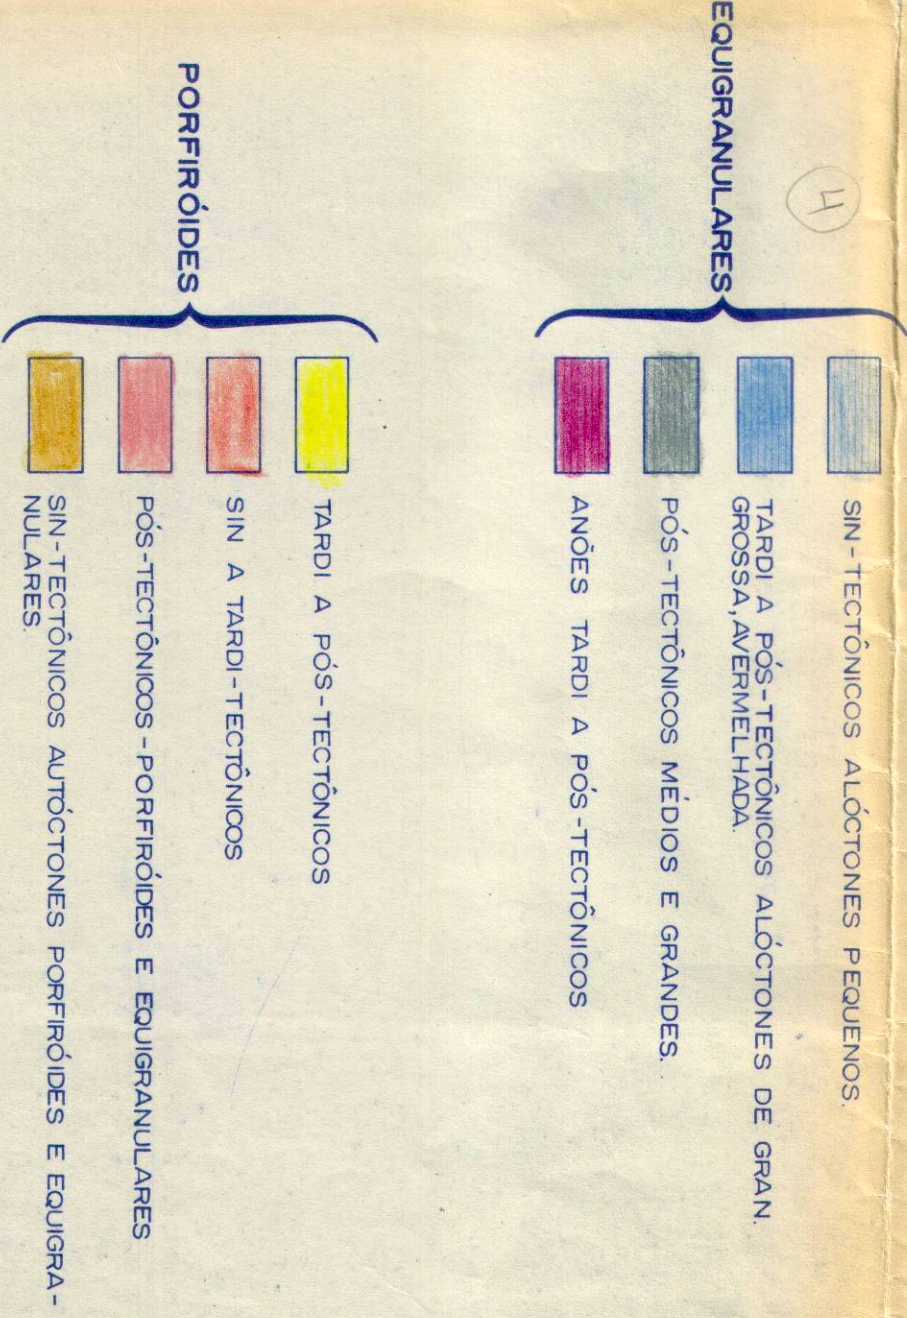 EQUIGRANULARES
SIN-TECTÔNICOS ALÓCTONES PEQUENOS.
TARDI A PÓS-TECTÔNICOS ALÓCTONES DE GRAN.
GROSSA, AVERMELHADA.
PÓS-TECTÔNICOS MÉDIOS E GRANDES.
ANÕES TARDI A PÓS-TECTÔNICOS
PORFIRÓIDES
TARDI A PÓS-TECTÔNICOS
SIN A TARDI-TECTÔNICOS
PÓS-TECTÔNICOS-PORFIRÓIDES E EQUIGRANULARES
SIN-TECTÔNICOS AUTÓCTONES PORFIRÓIDES E EQUIGRA-
NULARES.
4